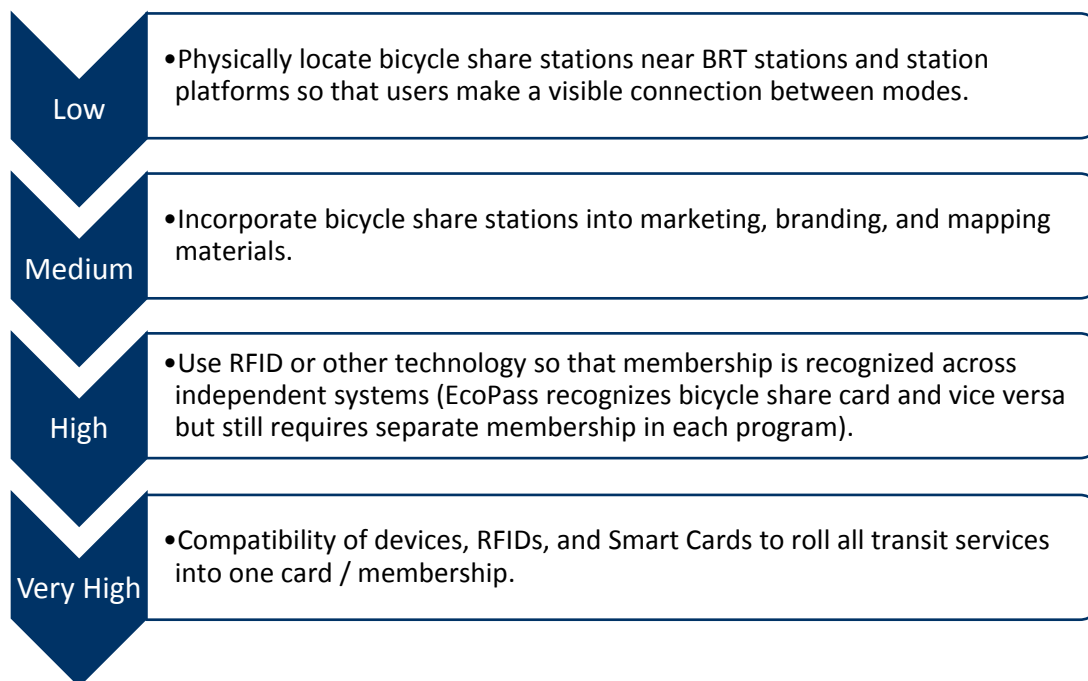 Low
•Physically locate bicycle share stations near BRT stations and station
platforms so that users make a visible connection between modes.
Medium
•Incorporate bicycle share stations into marketing, branding, and mapping
materials.
High
•Use RFID or other technology so that membership is recognized across
independent systems (EcoPass recognizes bicycle share card and vice versa
but still requires separate membership in each program).
Very High
•Compatibility of devices, RFIDs, and Smart Cards to roll all transit services
into one card / membership.